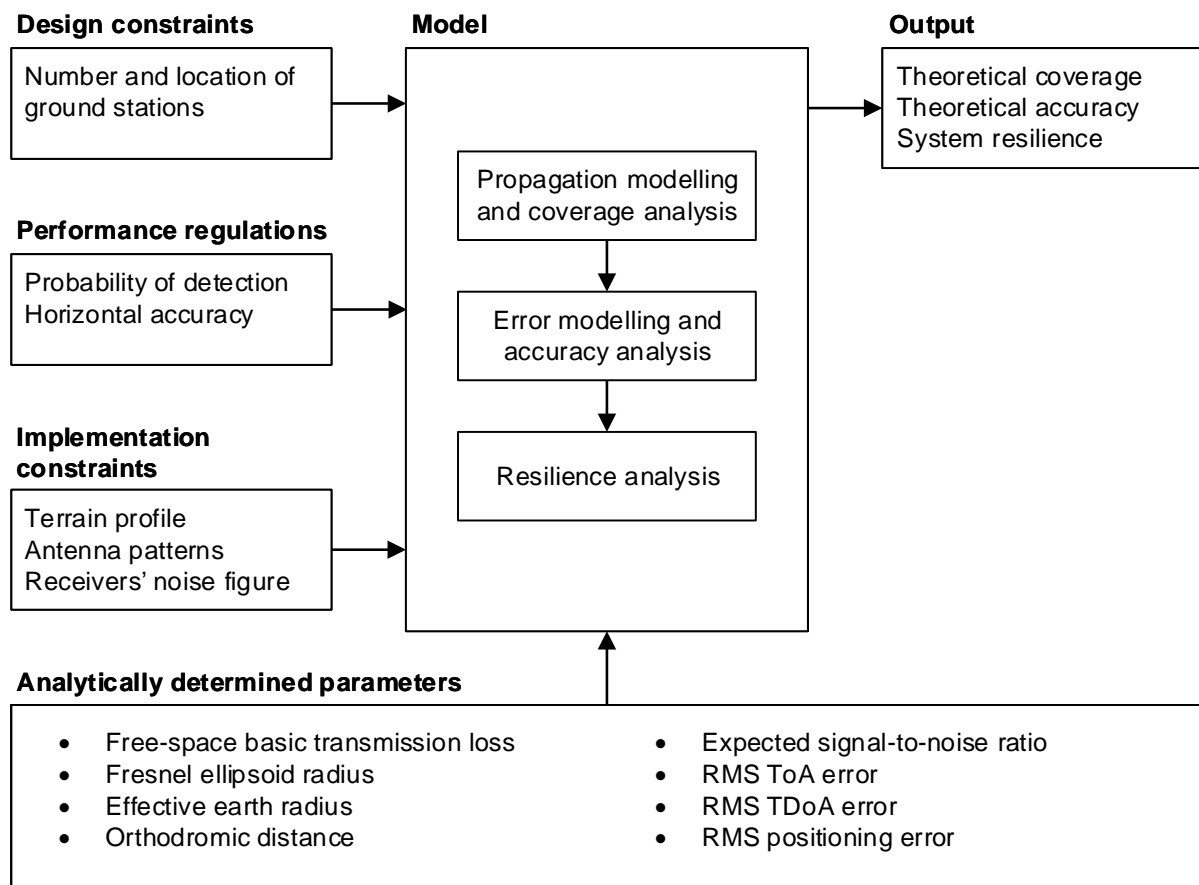 Design constraints
Number and location of
ground stations
Performance regulations
Probability of detection
Horizontal accuracy
Implementation
constraints
Terrain profile
Antenna patterns
Receivers’ noise figure
Model
Propagation modelling
and coverage analysis
Error modelling and
accuracy analysis
Resilience analysis
Output
Theoretical coverage
Theoretical accuracy
System resilience
Analytically determined parameters
• Free-space basic transmission loss
• Fresnel ellipsoid radius
• Effective earth radius
• Orthodromic distance
• Expected signal-to-noise ratio
• RMS ToA error
• RMS TDoA error
• RMS positioning error